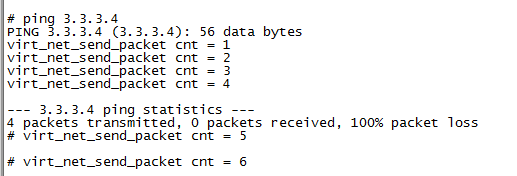 # ping 3.3.3.4
PING 3.3.3.4 (3.3.3.4): 56 data bytes
virt_net_send_packet cnt = 1
virt_net_send_packet cnt = 2
virt_net_send_packet cnt = 3
virt_net_send_packet cnt = 4
--- 3.3.3.4 ping statistics ---
4 packets transmitted, 0 packets received, 100% packet loss
# virt_net_send_packet cnt = 5
# virt_net_send_packet cnt = 6